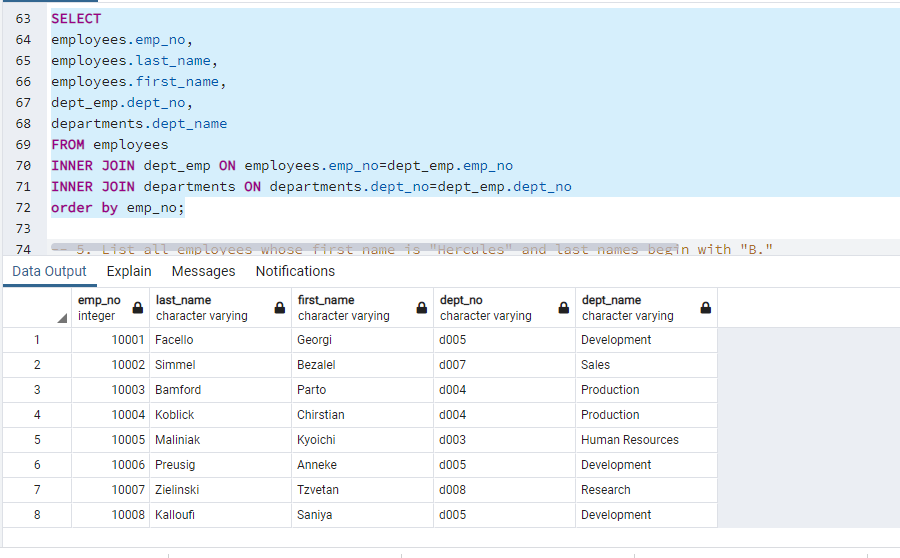 63 SELECT
64 employees.emp_no,
65 employees.last_name,
66 employees.first_name,
67 dept_emp.dept_no,
68 departments.dept_name
69 FROM employees
70 INNER JOIN dept_emp ON employees.emp_no=dept_emp.emp_no
71 INNER JOIN departments ON departments.dept_no=dept_emp.dept_no
72 order by emp_no;
73
74 -- 5. List all employees whose first name is "Hercules" and last names begin with "B."
Data Output Explain Messages Notifications
emp_no last_name first_name dept_no dept_name
integer character varying character varying character varying character varying
1 10001 Facello Georgi d005 Development
2 10002 Simmel Bezalel d007 Sales
3 10003 Bamford Parto d004 Production
4 10004 Koblick Chirstian d004 Production
5 10005 Maliniak Kyoichi d003 Human Resources
6 10006 Preusig Anneke d005 Development
7 10007 Zielinski Tzvetan d008 Research
8 10008 Kalloufi Saniya d005 Development